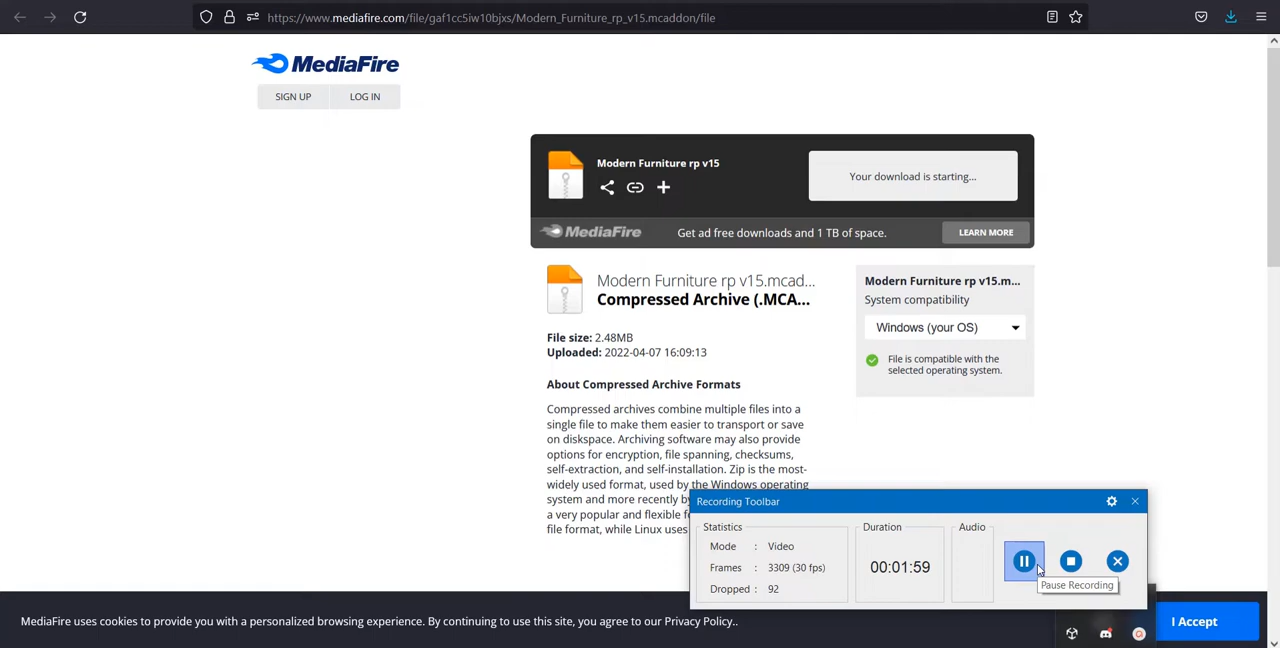 https://www.mediafire.com/file/gaf1cc5iw10bjxs/Modern_Furniture_rp_v15.mcaddon/file
MediaFire
SIGN UP
LOG IN
Modern Furniture rp v15
Your download is starting...
MediaFire
Get ad free downloads and 1 TB of space.
LEARN MORE
Modern Furniture rp v15.mcad...
Compressed Archive (.MCA...
File size: 2.48MB
Uploaded: 2022-04-07 16:09:13
About Compressed Archive Formats
Compressed archives combine multiple files into a
single file to make them easier to transport or save
on diskspace. Archiving software may also provide
options for encryption, file spanning, checksums,
self-extraction, and self-installation. Zip is the most-
widely used format, used by the Windows operating
system and more recently by
a very popular and flexible f
file format, while Linux uses
Modern Furniture rp v15.m...
System compatibility
Windows (your OS)
File is compatible with the
selected operating system.
Recording Toolbar
Statistics
Mode : Video
Frames : 3309 (30 fps)
Dropped : 92
Duration
00:01:59
Audio
Pause Recording
MediaFire uses cookies to provide you with a personalized browsing experience. By continuing to use this site, you agree to our Privacy Policy..
I Accept